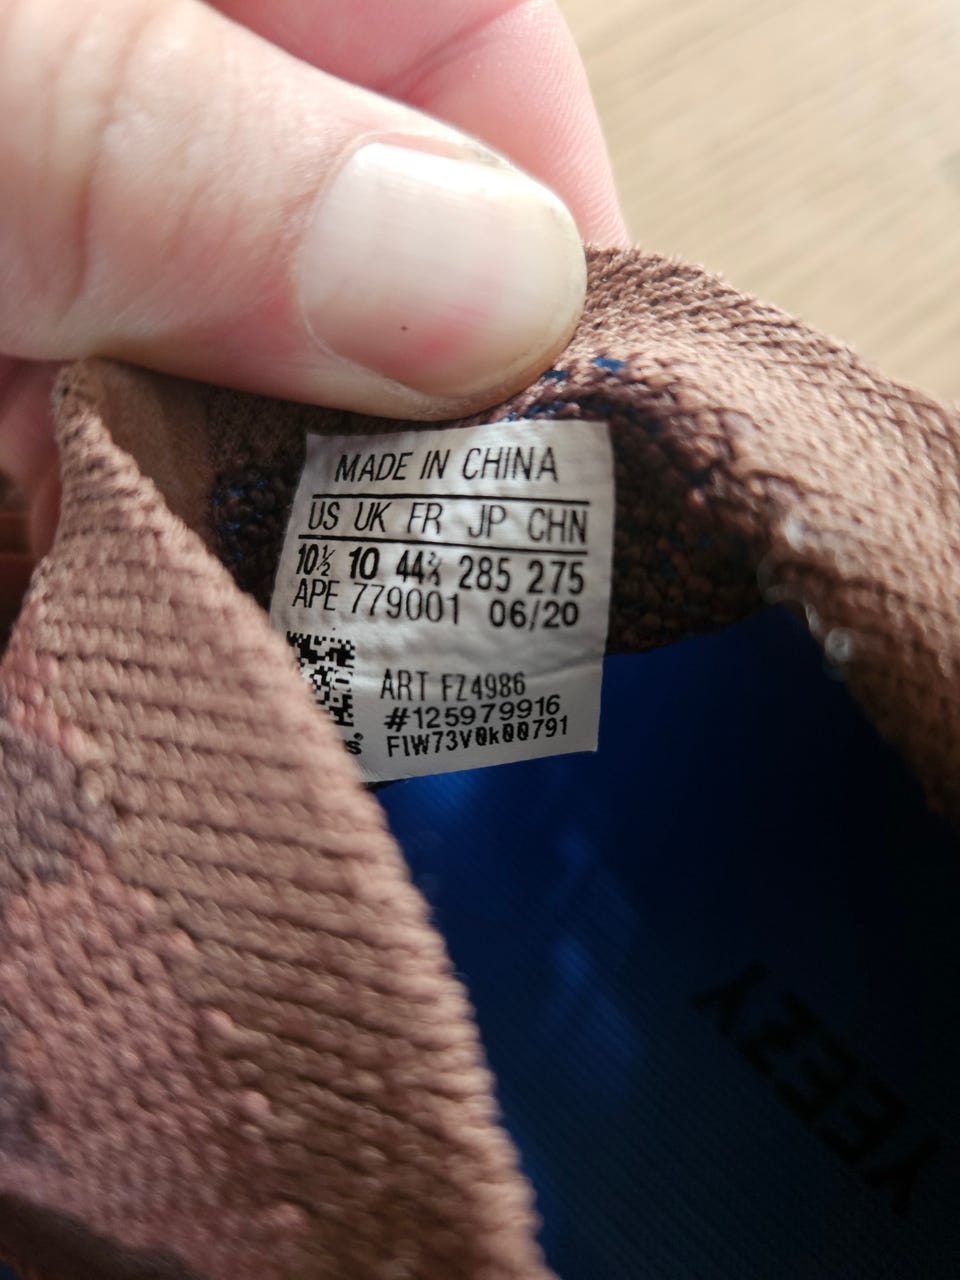 MADE IN CHINA
US UK FR JP CHN
10½ 10 44⅔ 285 275
APE 779001 06/20
ART FZ4986
#125979916
FIW73V0k00791
YEEZY